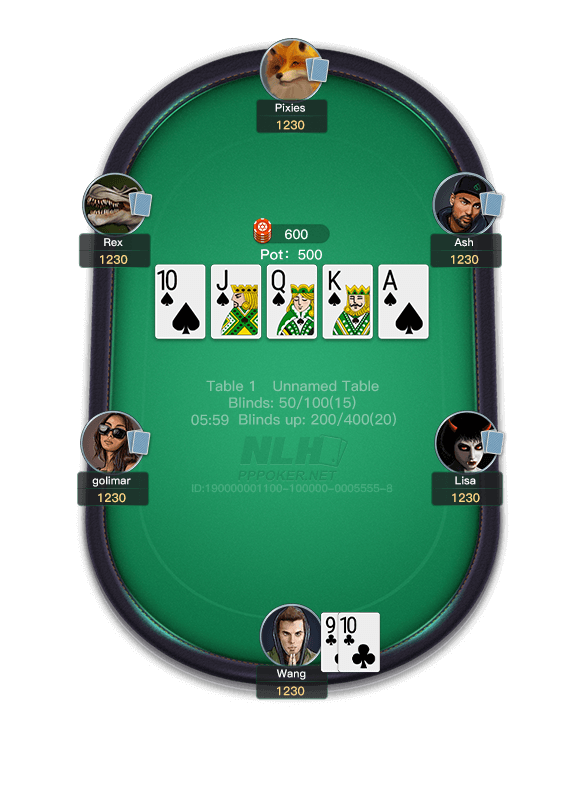 Pixies
1230
Rex
1230
Ash
1230
600
Pot: 500
10 J Q K A
Table 1 Unnamed Table
Blinds: 50/100(15)
05:59 Blinds up: 200/400(20)
NLH
PPPOKER.NET
ID:190000001100-100000-0005555-8
golimar
1230
Lisa
1230
9 10
Wang
1230